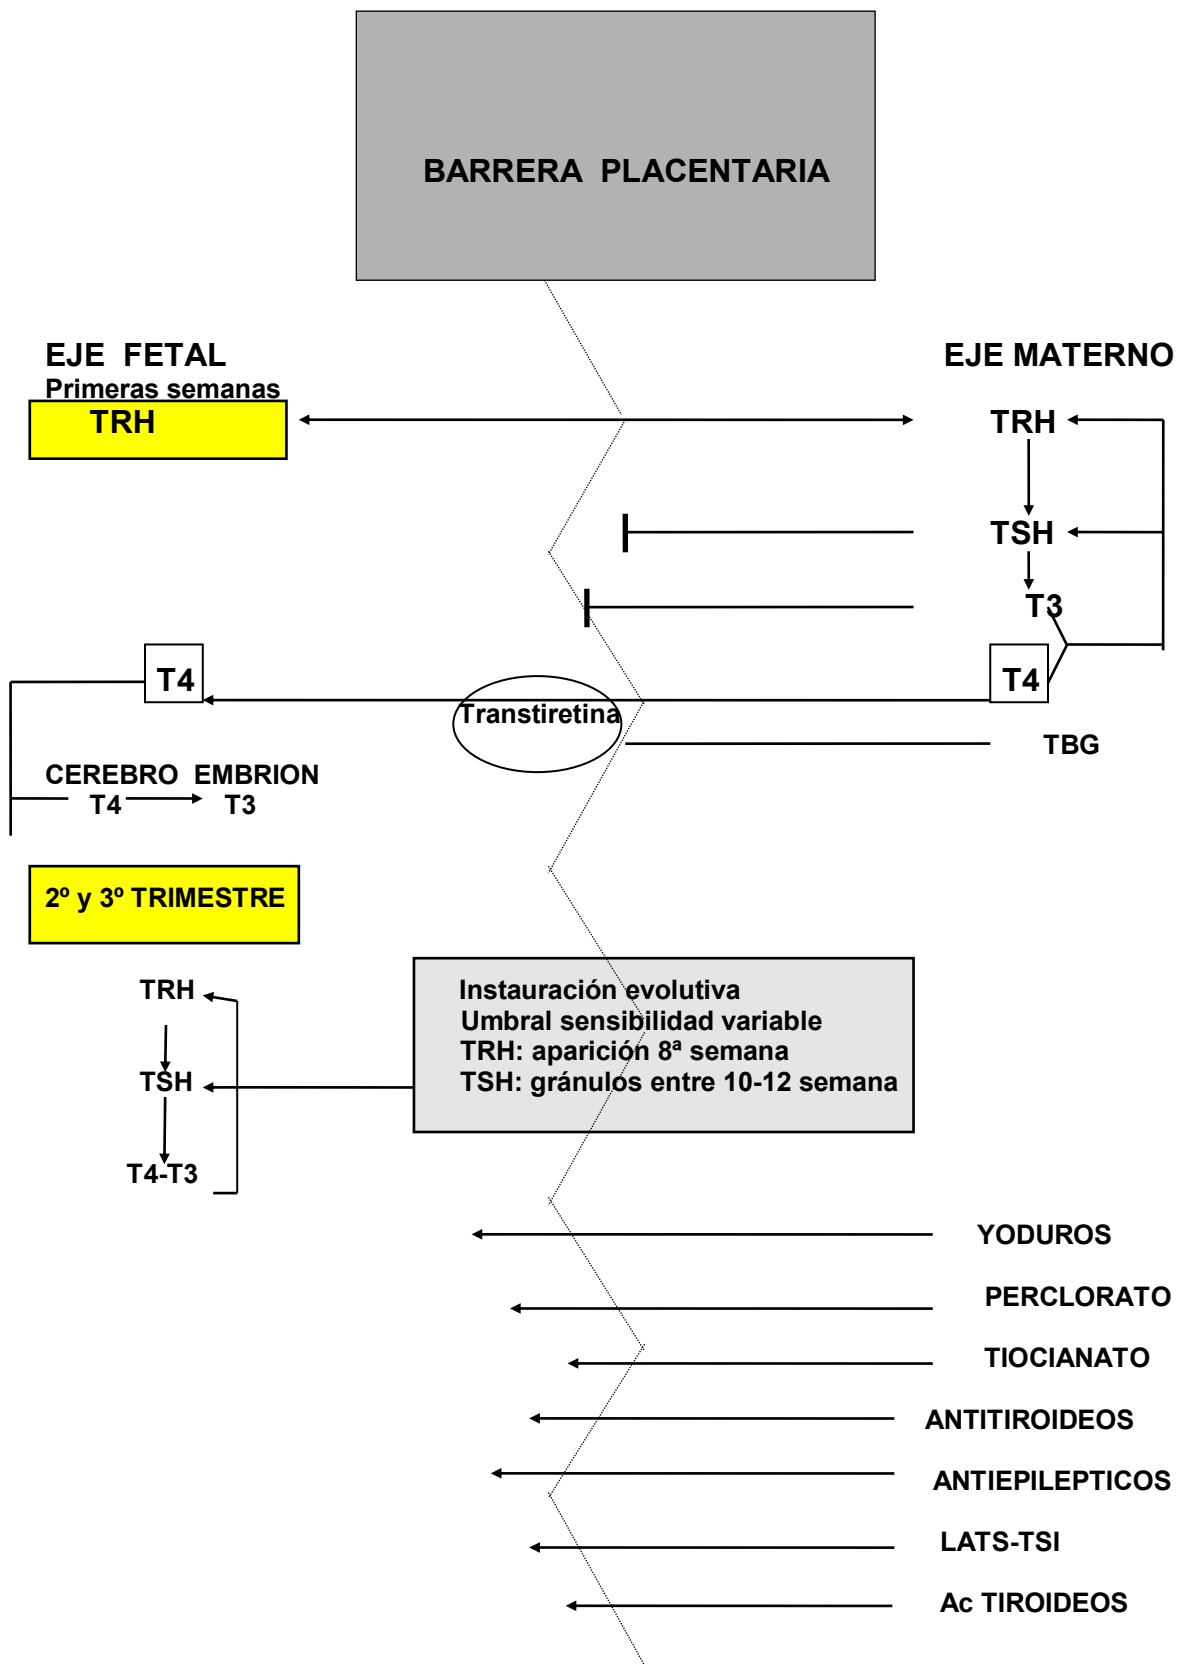 BARRERA PLACENTARIA
EJE FETAL
EJE MATERNO
Primeras semanas
TRH
TRH
TSH
T3
T4
T4
Transtiretina
TBG
CEREBRO EMBRION
T4 T3
2º y 3º TRIMESTRE
TRH
TSH
T4-T3
Instauración evolutiva
Umbral sensibilidad variable
TRH: aparición 8ª semana
TSH: gránulos entre 10-12 semana
YODUROS
PERCLORATO
TIOCIANATO
ANTITIROIDEOS
ANTIEPILEPTICOS
LATS-TSI
Ac TIROIDEOS